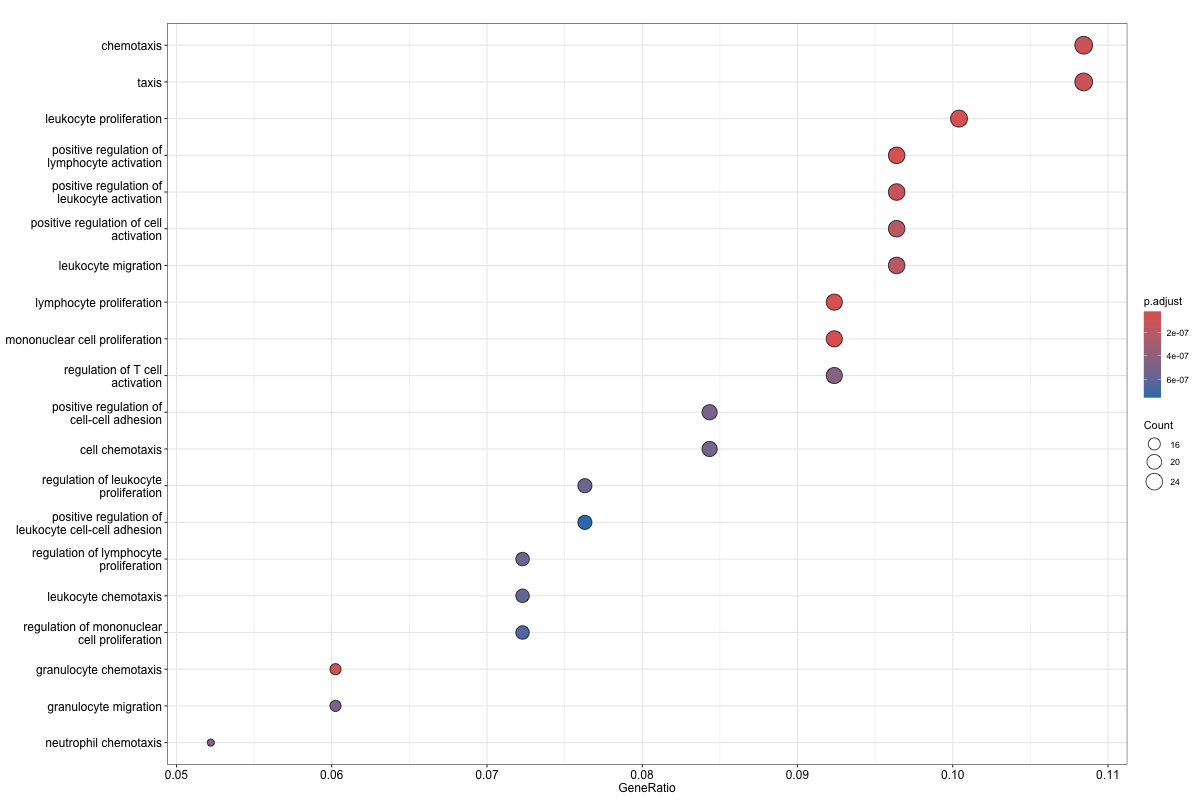 chemotaxis
taxis
leukocyte proliferation
positive regulation of
lymphocyte activation
positive regulation of
leukocyte activation
positive regulation of cell
activation
leukocyte migration
lymphocyte proliferation
mononuclear cell proliferation
regulation of T cell
activation
positive regulation of
cell-cell adhesion
cell chemotaxis
regulation of leukocyte
proliferation
positive regulation of
leukocyte cell-cell adhesion
regulation of lymphocyte
proliferation
leukocyte chemotaxis
regulation of mononuclear
cell proliferation
granulocyte chemotaxis
granulocyte migration
neutrophil chemotaxis
0.05 0.06 0.07 0.08 0.09 0.10 0.11
GeneRatio
p.adjust
2e-07
4e-07
6e-07
Count
16
20
24